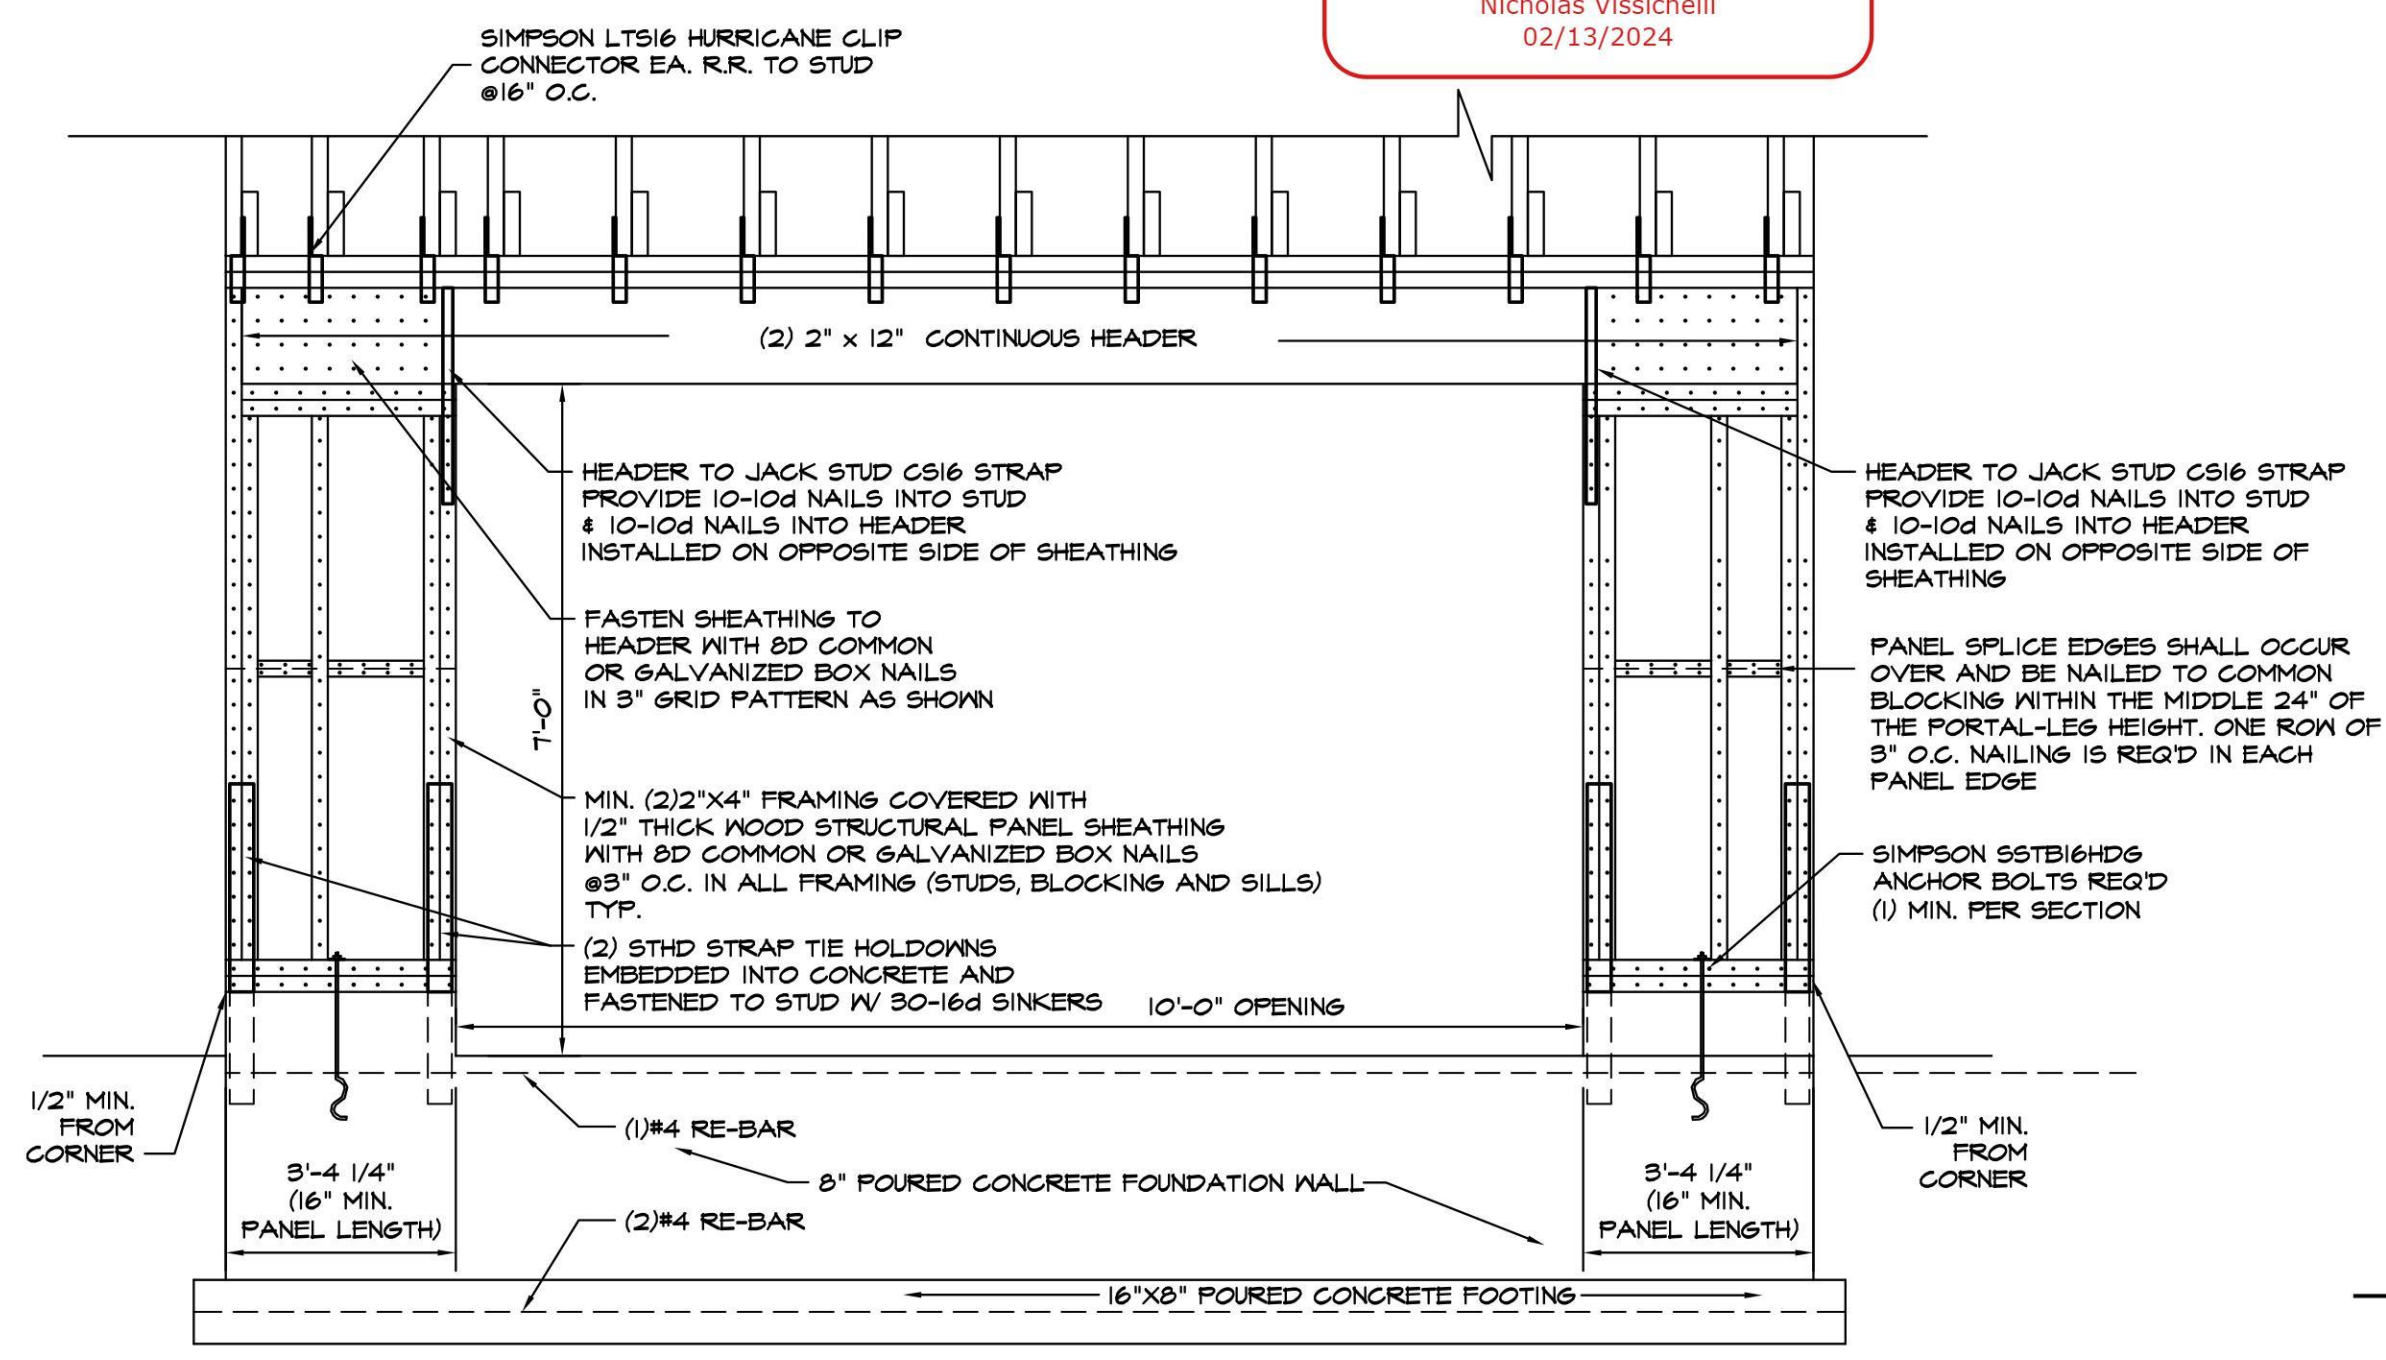 Nicholas Vissichelli
02/13/2024
SIMPSON LTS16 HURRICANE CLIP
CONNECTOR EA. R.R. TO STUD
@16" O.C.
(2) 2" x 12" CONTINUOUS HEADER
HEADER TO JACK STUD CS16 STRAP
PROVIDE 10-10d NAILS INTO STUD
& 10-10d NAILS INTO HEADER
INSTALLED ON OPPOSITE SIDE OF SHEATHING
FASTEN SHEATHING TO
HEADER WITH 8D COMMON
OR GALVANIZED BOX NAILS
IN 3" GRID PATTERN AS SHOWN
7'-0"
MIN. (2)2"X4" FRAMING COVERED WITH
1/2" THICK WOOD STRUCTURAL PANEL SHEATHING
WITH 8D COMMON OR GALVANIZED BOX NAILS
@3" O.C. IN ALL FRAMING (STUDS, BLOCKING AND SILLS)
TYP.
(2) STHD STRAP TIE HOLDOWNS
EMBEDDED INTO CONCRETE AND
FASTENED TO STUD W/ 30-16d SINKERS
10'-0" OPENING
HEADER TO JACK STUD CS16 STRAP
PROVIDE 10-10d NAILS INTO STUD
& 10-10d NAILS INTO HEADER
INSTALLED ON OPPOSITE SIDE OF
SHEATHING
PANEL SPLICE EDGES SHALL OCCUR
OVER AND BE NAILED TO COMMON
BLOCKING WITHIN THE MIDDLE 24" OF
THE PORTAL-LEG HEIGHT. ONE ROW OF
3" O.C. NAILING IS REQ'D IN EACH
PANEL EDGE
SIMPSON SSTB16HDG
ANCHOR BOLTS REQ'D
(1) MIN. PER SECTION
1/2" MIN.
FROM
CORNER
3'-4 1/4"
(16" MIN.
PANEL LENGTH)
(1)#4 RE-BAR
8" POURED CONCRETE FOUNDATION WALL
(2)#4 RE-BAR
3'-4 1/4"
(16" MIN.
PANEL LENGTH)
1/2" MIN.
FROM
CORNER
16"X8" POURED CONCRETE FOOTING